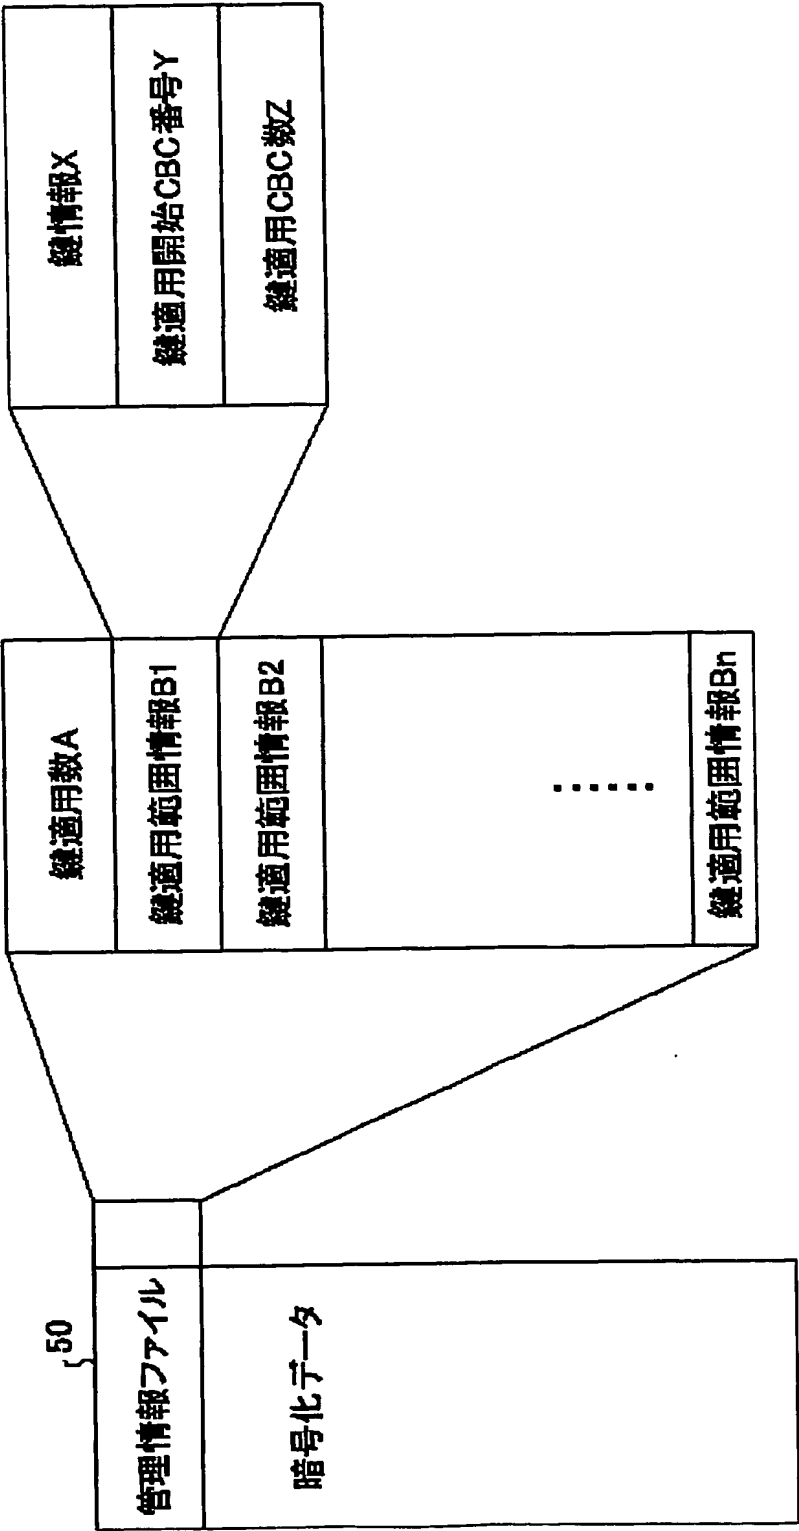 50
管理情報ファイル
暗号化データ
鍵適用数A
鍵適用範囲情報B1
鍵適用範囲情報B2
……
鍵適用範囲情報Bn
鍵情報X
鍵適用開始CBC番号Y
鍵適用CBC数Z